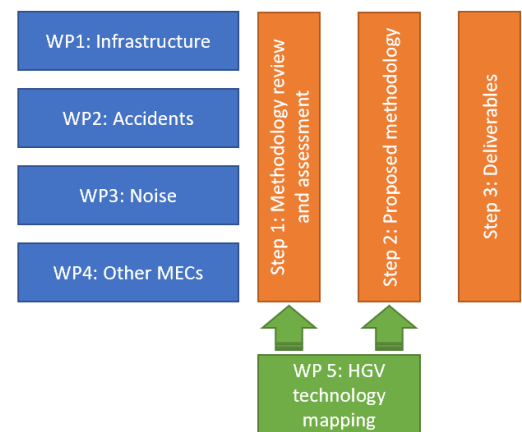 WP1: Infrastructure
WP2: Accidents
WP3: Noise
WP4: Other MECs
Step 1: Methodology review
and assessment
Step 2: Proposed methodology
Step 3: Deliverables
WP 5: HGV
technology
mapping